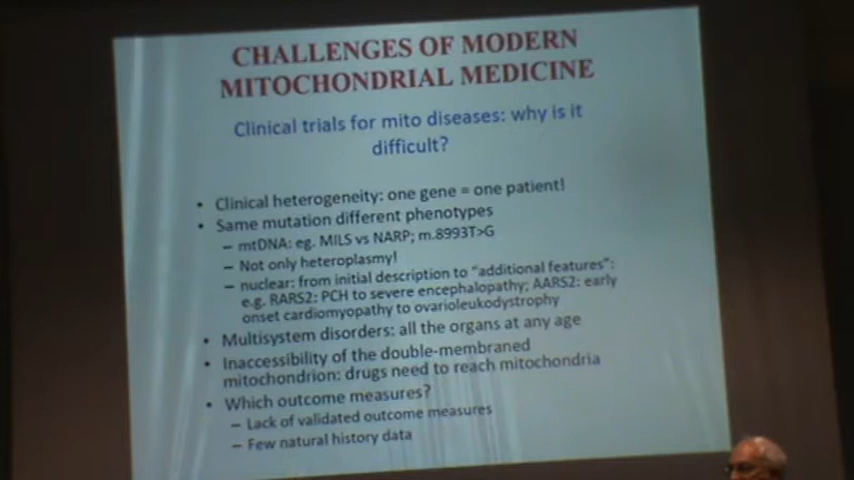 CHALLENGES OF MODERN
MITOCHONDRIAL MEDICINE
Clinical trials for mito diseases: why is it
difficult?
• Clinical heterogeneity: one gene = one patient!
• Same mutation different phenotypes
– mtDNA: eg. MILS vs NARP; m.8993T>G
– Not only heteroplasmy!
– nuclear: from initial description to “additional features”:
e.g. RARS2: PCH to severe encephalopathy; AARS2: early
onset cardiomyopathy to ovarioleukodystrophy
• Multisystem disorders: all the organs at any age
• Inaccessibility of the double-membraned
mitochondrion: drugs need to reach mitochondria
• Which outcome measures?
– Lack of validated outcome measures
– Few natural history data